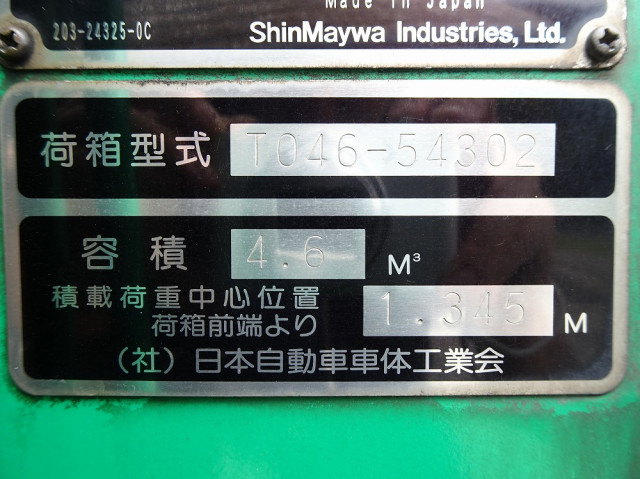 Made in Japan
203-24325-0C
ShinMaywa Industries, Ltd.
荷箱型式 T046-54302
容積 4.6 M³
積載荷重中心位置
荷箱前端より 1.345 M
（社）日本自動車車体工業会